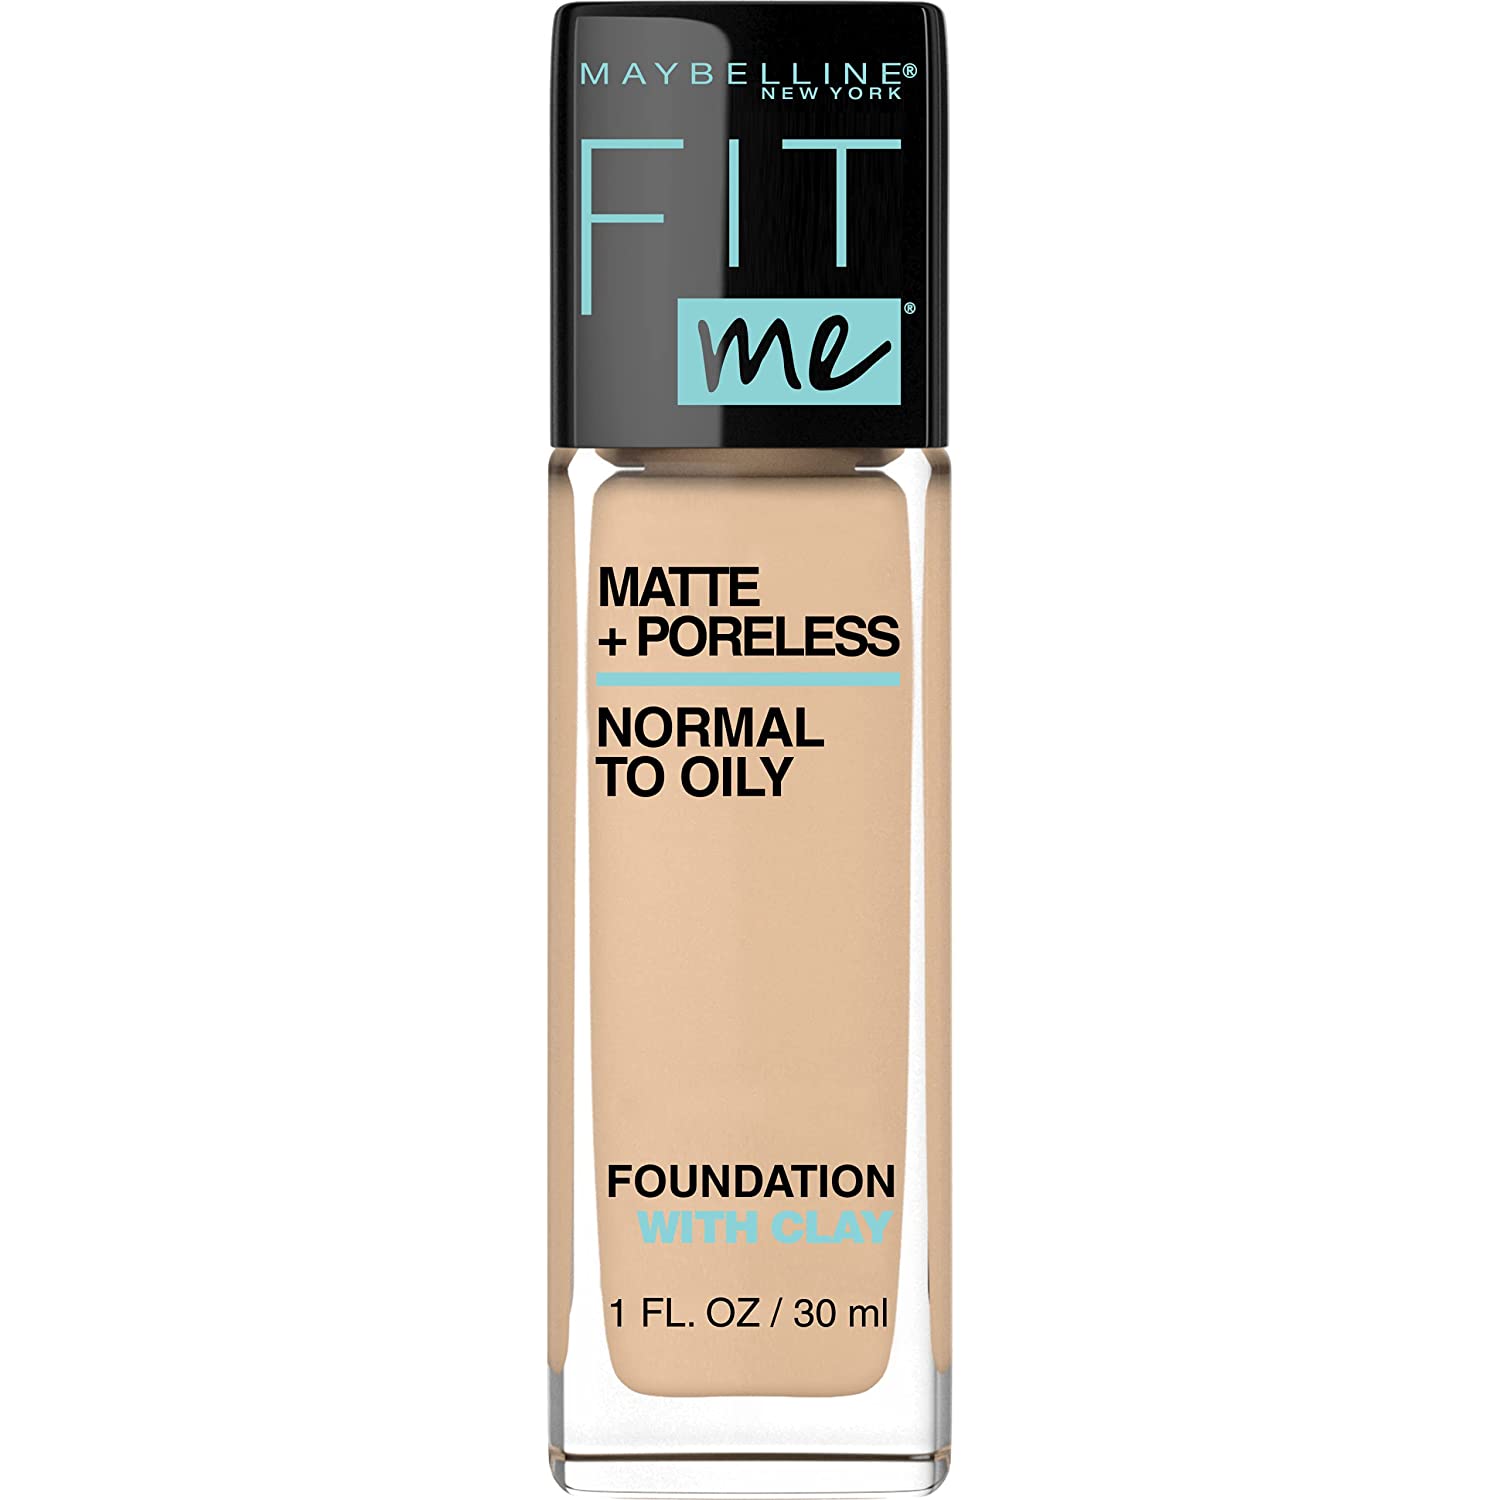 MAYBELLINE®
NEW YORK
FIT
me®
MATTE
+ PORELESS
NORMAL
TO OILY
FOUNDATION
WITH CLAY
1 FL. OZ / 30 ml